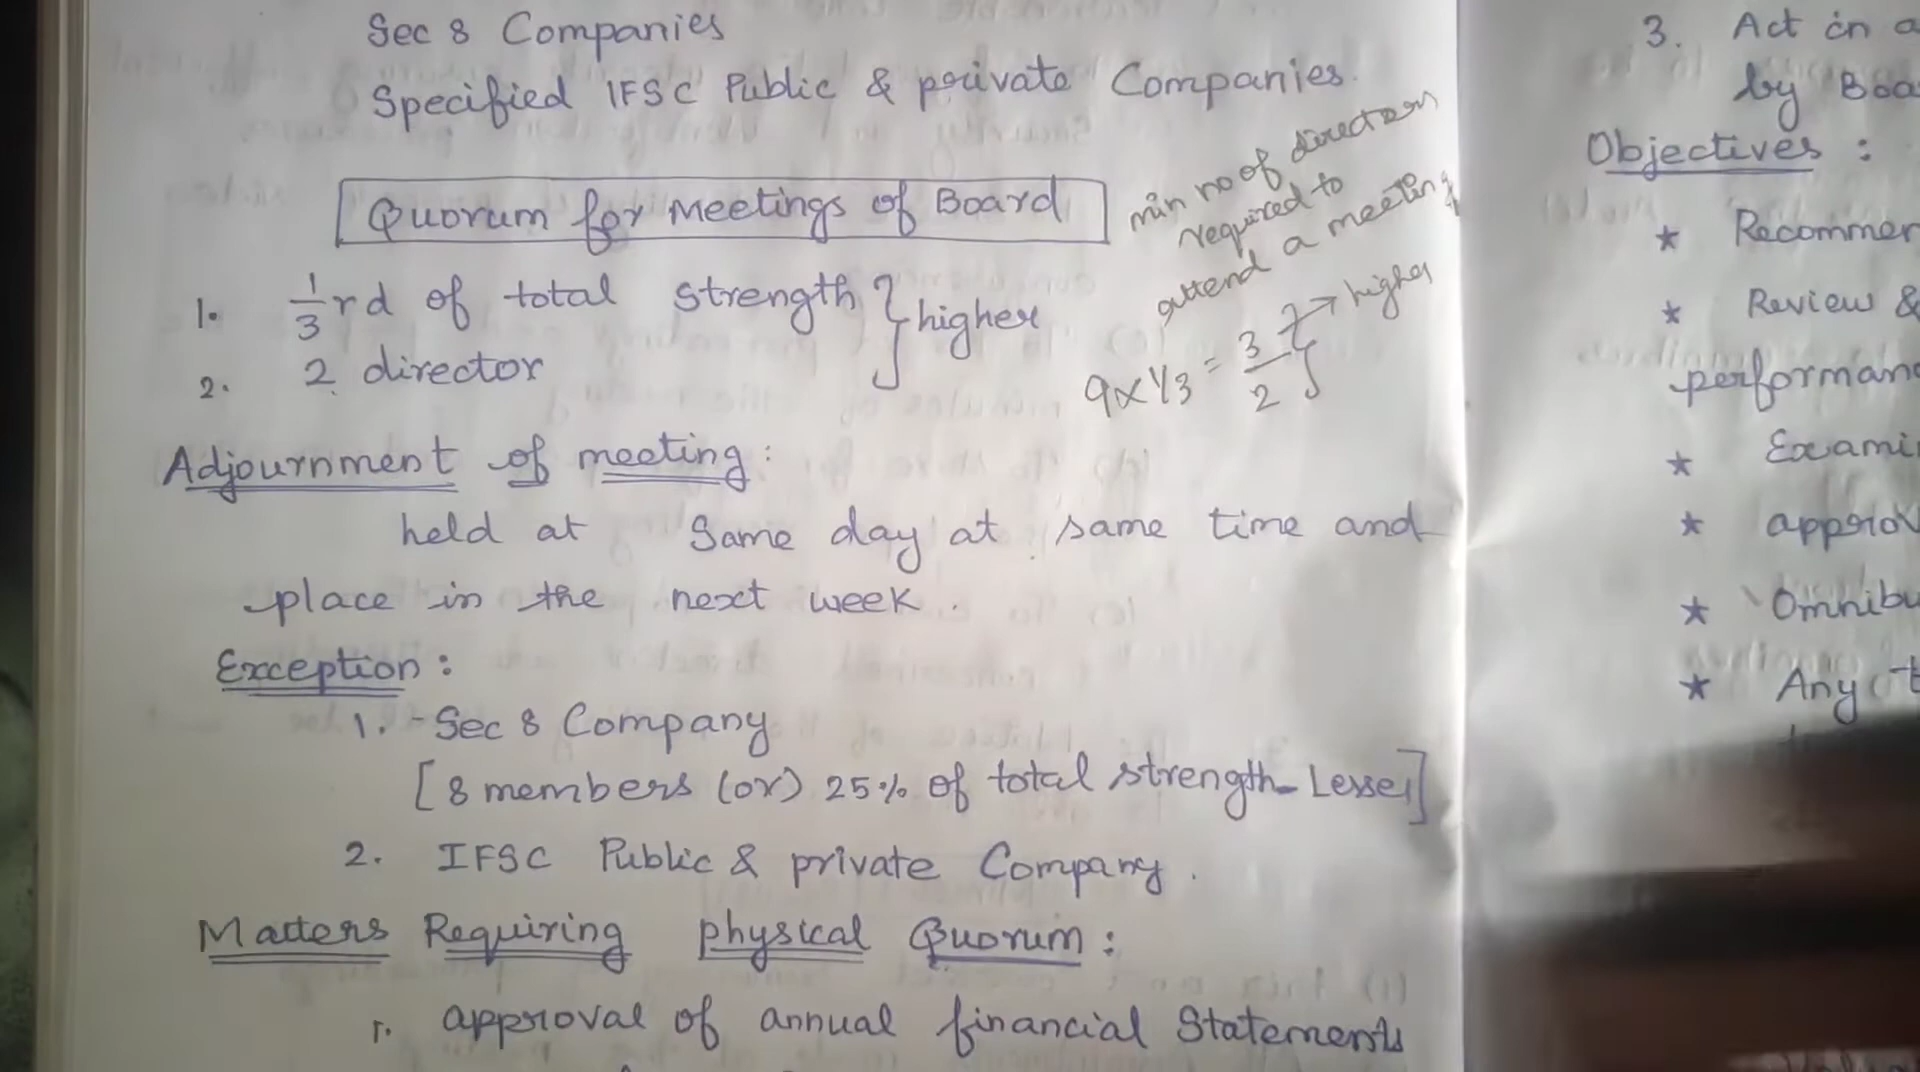 Sec 8 Companies
Specified IFSC Public & private Companies.
Quorum for Meetings of Board
min no of directors
required to
attend a meeting
1. 1/3 rd of total strength } higher
2. 2 director
9x1/3 = 3/2 } → higher
Adjournment of meeting:
held at Same day at same time and
place in the next week.
Exception:
1. Sec 8 Company
[8 members (or) 25% of total strength - Lesser]
2. IFSC Public & private Company.
Matters Requiring physical Quorum:
1. approval of annual financial Statements
3. Act in a
by Boa
Objectives:
* Recommen
* Review &
performanc
* Examin
* approv
* Omnibu
* Any t